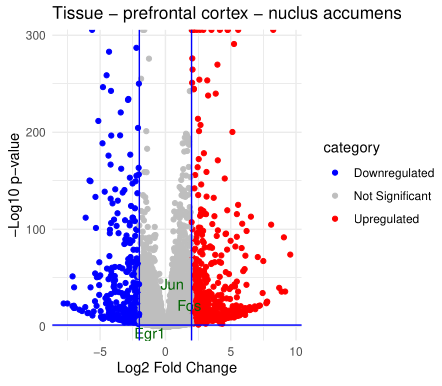 Tissue − prefrontal cortex − nuclus accumens
300
200
100
0
−Log10 p−value
Jun
Fos
Egr1
−5
0
5
10
Log2 Fold Change
category
Downregulated
Not Significant
Upregulated